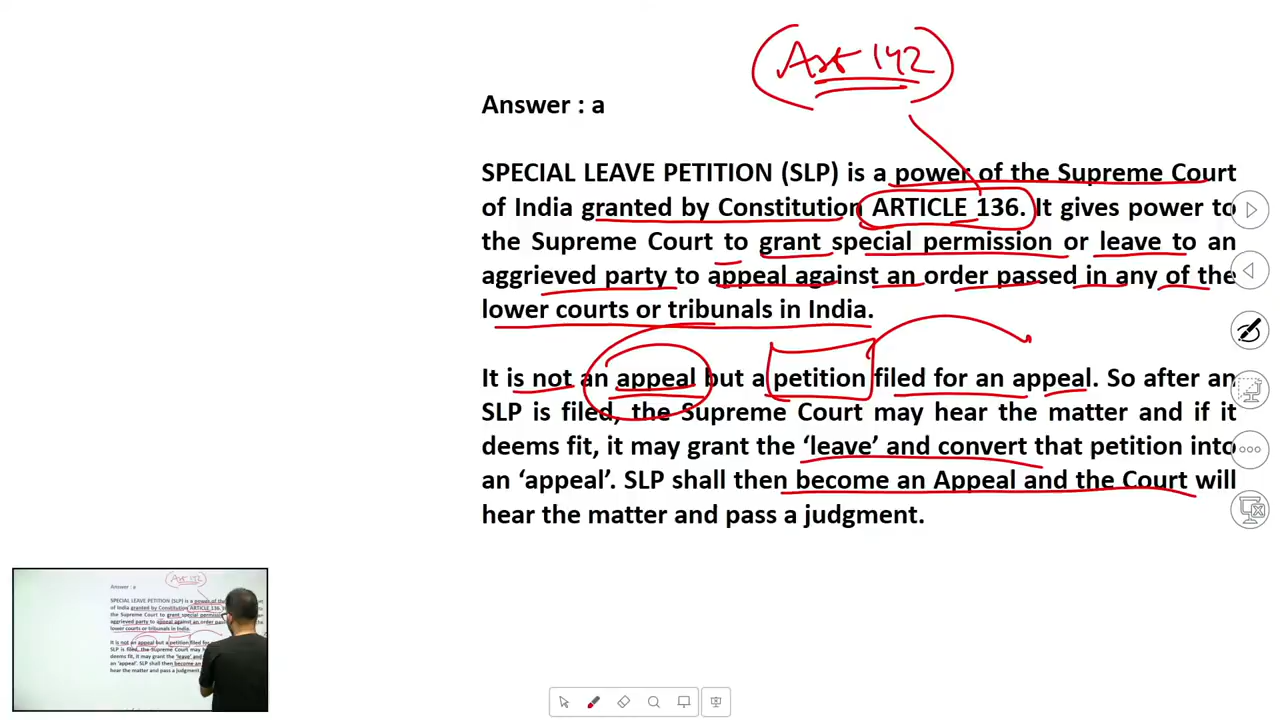 Art 142
Answer : a
SPECIAL LEAVE PETITION (SLP) is a power of the Supreme Court
of India granted by Constitution ARTICLE 136. It gives power to
the Supreme Court to grant special permission or leave to an
aggrieved party to appeal against an order passed in any of the
lower courts or tribunals in India.
It is not an appeal but a petition filed for an appeal. So after an
SLP is filed, the Supreme Court may hear the matter and if it
deems fit, it may grant the ‘leave’ and convert that petition into
an ‘appeal’. SLP shall then become an Appeal and the Court will
hear the matter and pass a judgment.